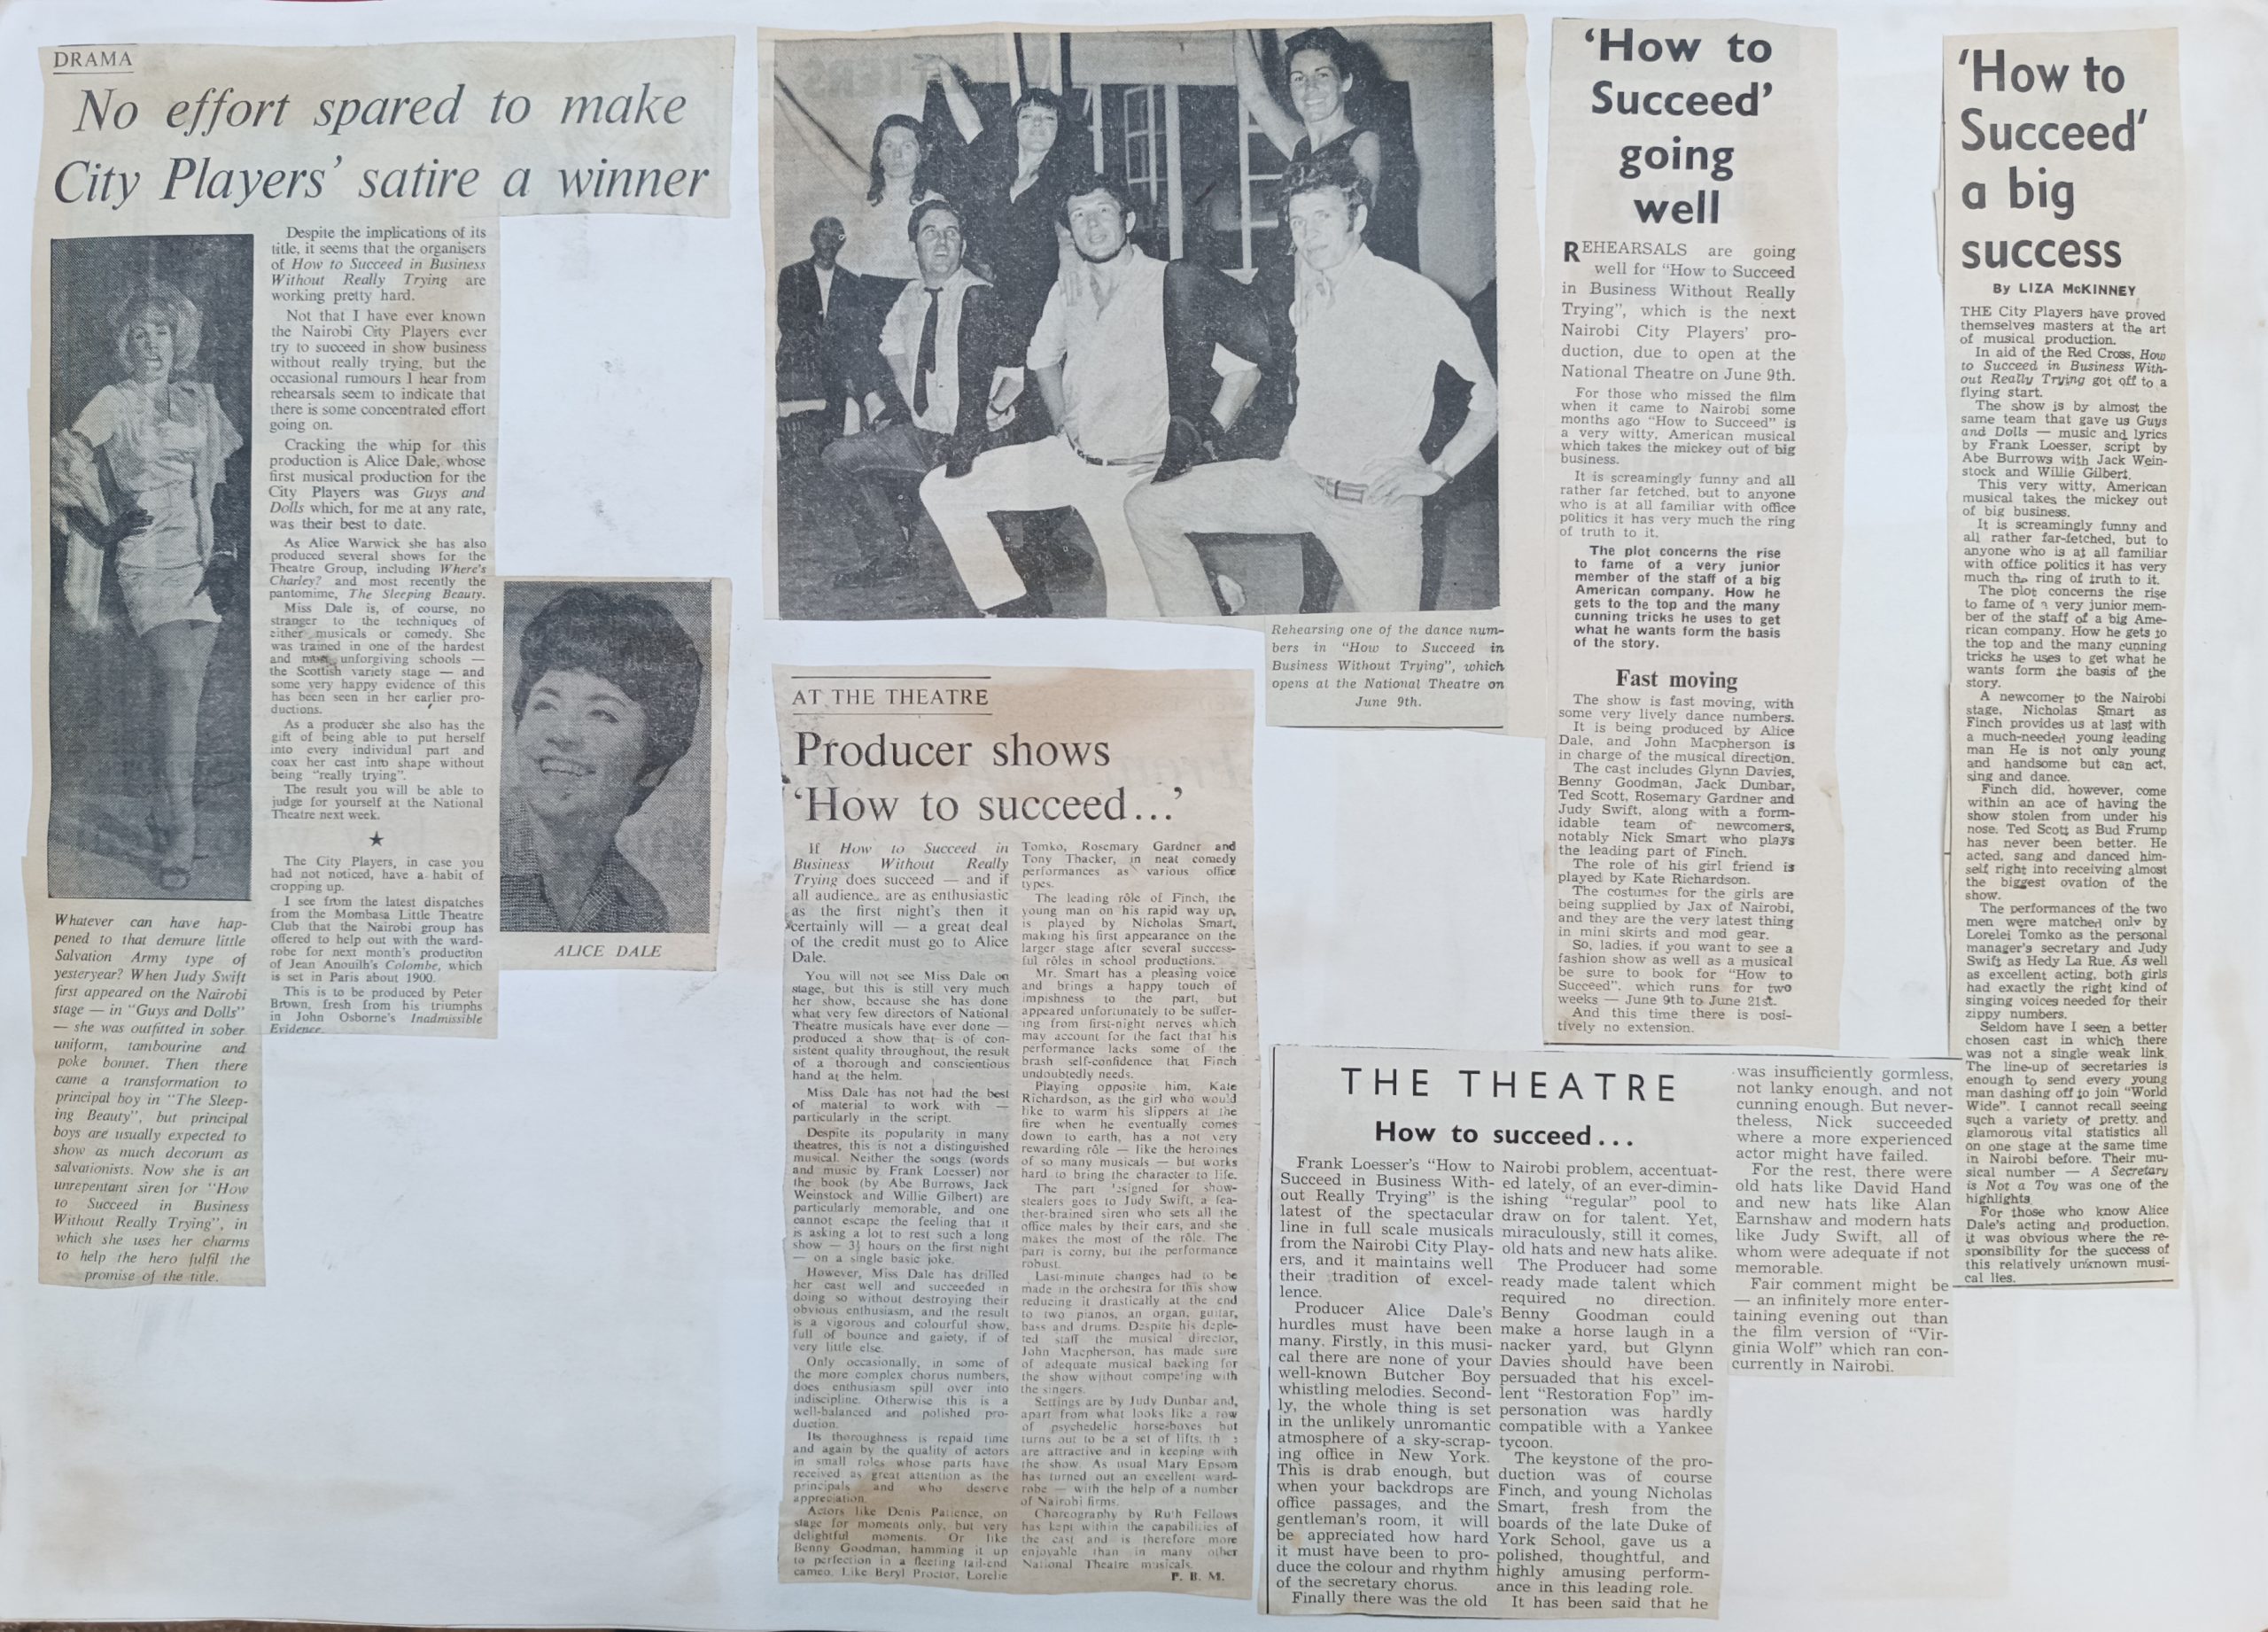 DRAMA
No effort spared to make
City Players' satire a winner
Despite the implications of its
title, it seems that the organisers
of How to Succeed in Business
Without Really Trying are
working pretty hard.
Not that I have ever known
the Nairobi City Players ever
try to succeed in show business
without really trying, but the
occasional rumours I hear from
rehearsals seem to indicate that
there is some concentrated effort
going on.
Cracking the whip for this
production is Alice Dale, whose
first musical production for the
City Players was Guys and
Dolls which, for me at any rate,
was their best to date.
As Alice Warwick she has also
produced several shows for the
Theatre Group, including Where's
Charley? and most recently the
pantomime, The Sleeping Beauty.
Miss Dale is, of course, no
stranger to the techniques of
either musicals or comedy. She
was trained in one of the hardest
and most unforgiving schools —
the Scottish variety stage — and
some very happy evidence of this
has been seen in her earlier pro-
ductions.
As a producer she also has the
gift of being able to put herself
into every individual part and
coax her cast into shape without
being "really trying".
The result you will be able to
judge for yourself at the National
Theatre next week.
★
The City Players, in case you
had not noticed, have a habit of
cropping up.
I see from the latest dispatches
from the Mombasa Little Theatre
Club that the Nairobi group has
offered to help out with the ward-
robe for next month's production
of Jean Anouilh's Colombe, which
is set in Paris about 1900.
This is to be produced by Peter
Brown, fresh from his triumphs
in John Osborne's Inadmissible
Evidence.
Whatever can have hap-
pened to that demure little
Salvation Army type of
yesteryear? When Judy Swift
first appeared on the Nairobi
stage — in "Guys and Dolls"
— she was outfitted in sober
uniform, tambourine and
poke bonnet. Then there
came a transformation to
principal boy in "The Sleep-
ing Beauty", but principal
boys are usually expected to
show as much decorum as
salvationists. Now she is an
unrepentant siren for "How
to Succeed in Business
Without Really Trying", in
which she uses her charms
to help the hero fulfil the
promise of the title.
ALICE DALE
Rehearsing one of the dance num-
bers in "How to Succeed in
Business Without Trying", which
opens at the National Theatre on
June 9th.
AT THE THEATRE
Producer shows
'How to succeed...'
If How to Succeed in
Business Without Really
Trying does succeed — and if
all audience are as enthusiastic
as the first night's then it
certainly will — a great deal
of the credit must go to Alice
Dale.
You will not see Miss Dale on
stage, but this is still very much
her show, because she has done
what very few directors of National
Theatre musicals have ever done —
produced a show that is of con-
sistent quality throughout, the result
of a thorough and conscientious
hand at the helm.
Miss Dale has not had the best
of material to work with —
particularly in the script.
Despite its popularity in many
theatres, this is not a distinguished
musical. Neither the songs (words
and music by Frank Loesser) nor
the book (by Abe Burrows, Jack
Weinstock and Willie Gilbert) are
particularly memorable, and one
cannot escape the feeling that it
is asking a lot to rest such a long
show — 3½ hours on the first night
— on a single basic joke.
However, Miss Dale has drilled
her cast well and succeeded in
doing so without destroying their
obvious enthusiasm, and the result
is a vigorous and colourful show,
full of bounce and gaiety, if of
very little else.
Only occasionally, in some of
the more complex chorus numbers,
does enthusiasm spill over into
indiscipline. Otherwise this is a
well-balanced and polished pro-
duction.
Its thoroughness is repaid time
and again by the quality of actors
in small roles whose parts have
received as great attention as the
principals and who deserve
appreciation.
Actors like Denis Patience, on
stage for moments only, but very
delightful moments. Or like
Benny Goodman, hamming it up
to perfection in a fleeting tail-end
cameo. Like Beryl Proctor, Lorelie
Tomko, Rosemary Gardner and
Tony Thacker, in neat comedy
performances as various office
types.
The leading rôle of Finch, the
young man on his rapid way up,
is played by Nicholas Smart,
making his first appearance on the
larger stage after several success-
ful rôles in school productions.
Mr. Smart has a pleasing voice
and brings a happy touch of
impishness to the part, but
appeared unfortunately to be suffer-
ing from first-night nerves which
may account for the fact that his
performance lacks some of the
brash self-confidence that Finch
undoubtedly needs.
Playing opposite him, Kate
Richardson, as the girl who would
like to warm his slippers at the
fire when he eventually comes
down to earth, has a not very
rewarding rôle — like the heroines
of so many musicals — but works
hard to bring the character to life.
The part designed for show-
stealers goes to Judy Swift, a fea-
ther-brained siren who sets all the
office males by their ears, and she
makes the most of the rôle. The
part is corny, but the performance
robust.
Last-minute changes had to be
made in the orchestra for this show
reducing it drastically at the end
to two pianos, an organ, guitar,
bass and drums. Despite his deple-
ted staff the musical director,
John Macpherson, has made sure
of adequate musical backing for
the show without competing with
the singers.
Settings are by Judy Dunbar and,
apart from what looks like a row
of psychedelic horse-boxes but
turns out to be a set of lifts, th
are attractive and in keeping with
the show. As usual Mary Epsom
has turned out an excellent ward-
robe — with the help of a number
of Nairobi firms.
Choreography by Ruth Fellows
has kept within the capabilities of
the cast and is therefore more
enjoyable than in many other
National Theatre musicals.
P. B. M.
'How to
Succeed'
going
well
REHEARSALS are going
well for "How to Succeed
in Business Without Really
Trying", which is the next
Nairobi City Players' pro-
duction, due to open at the
National Theatre on June 9th.
For those who missed the film
when it came to Nairobi some
months ago "How to Succeed" is
a very witty, American musical
which takes the mickey out of big
business.
It is screamingly funny and all
rather far fetched, but to anyone
who is at all familiar with office
politics it has very much the ring
of truth to it.
The plot concerns the rise
to fame of a very junior
member of the staff of a big
American company. How he
gets to the top and the many
cunning tricks he uses to get
what he wants form the basis
of the story.
Fast moving
The show is fast moving, with
some very lively dance numbers.
It is being produced by Alice
Dale, and John Macpherson is
in charge of the musical direction.
The cast includes Glynn Davies,
Benny Goodman, Jack Dunbar,
Ted Scott, Rosemary Gardner and
Judy Swift, along with a form-
idable team of newcomers,
notably Nick Smart who plays
the leading part of Finch.
The role of his girl friend is
played by Kate Richardson.
The costumes for the girls are
being supplied by Jax of Nairobi,
and they are the very latest thing
in mini skirts and mod gear.
So, ladies, if you want to see a
fashion show as well as a musical
be sure to book for "How to
Succeed", which runs for two
weeks — June 9th to June 21st.
And this time there is posi-
tively no extension.
THE THEATRE
How to succeed...
Frank Loesser's "How to
Succeed in Business With-
out Really Trying" is the
latest of the spectacular
line in full scale musicals
from the Nairobi City Play-
ers, and it maintains well
their tradition of excel-
lence.
Producer Alice Dale's
hurdles must have been
many. Firstly, in this musi-
cal there are none of your
well-known Butcher Boy
whistling melodies. Second-
ly, the whole thing is set
in the unlikely unromantic
atmosphere of a sky-scrap-
ing office in New York.
This is drab enough, but
when your backdrops are
office passages, and the
gentleman's room, it will
be appreciated how hard
it must have been to pro-
duce the colour and rhythm
of the secretary chorus.
Finally there was the old
Nairobi problem, accentuat-
ed lately, of an ever-dimin-
ishing "regular" pool to
draw on for talent. Yet,
miraculously, still it comes,
old hats and new hats alike.
The Producer had some
ready made talent which
required no direction.
Benny Goodman could
make a horse laugh in a
nacker yard, but Glynn
Davies should have been
persuaded that his excel-
lent "Restoration Fop" im-
personation was hardly
compatible with a Yankee
tycoon.
The keystone of the pro-
duction was of course
Finch, and young Nicholas
Smart, fresh from the
boards of the late Duke of
York School, gave us a
polished, thoughtful, and
highly amusing perform-
ance in this leading role.
It has been said that he
was insufficiently gormless,
not lanky enough, and not
cunning enough. But never-
theless, Nick succeeded
where a more experienced
actor might have failed.
For the rest, there were
old hats like David Hand
and new hats like Alan
Earnshaw and modern hats
like Judy Swift, all of
whom were adequate if not
memorable.
Fair comment might be
— an infinitely more enter-
taining evening out than
the film version of "Vir-
ginia Wolf" which ran con-
currently in Nairobi.
'How to
Succeed'
a big
success
By LIZA McKINNEY
THE City Players have proved
themselves masters at the art
of musical production.
In aid of the Red Cross, How
to Succeed in Business With-
out Really Trying got off to a
flying start.
The show is by almost the
same team that gave us Guys
and Dolls — music and lyrics
by Frank Loesser, script by
Abe Burrows with Jack Wein-
stock and Willie Gilbert.
This very witty, American
musical takes the mickey out
of big business.
It is screamingly funny and
all rather far-fetched, but to
anyone who is at all familiar
with office politics it has very
much the ring of truth to it.
The plot concerns the rise
to fame of a very junior mem-
ber of the staff of a big Ame-
rican company. How he gets to
the top and the many cunning
tricks he uses to get what he
wants form the basis of the
story.
A newcomer to the Nairobi
stage, Nicholas Smart as
Finch provides us at last with
a much-needed young leading
man He is not only young
and handsome but can act,
sing and dance.
Finch did, however, come
within an ace of having the
show stolen from under his
nose. Ted Scott as Bud Frump
has never been better. He
acted, sang and danced him-
self right into receiving almost
the biggest ovation of the
show.
The performances of the two
men were matched only by
Lorelei Tomko as the personal
manager's secretary and Judy
Swift as Hedy La Rue. As well
as excellent acting, both girls
had exactly the right kind of
singing voices needed for their
zippy numbers.
Seldom have I seen a better
chosen cast in which there
was not a single weak link.
The line-up of secretaries is
enough to send every young
man dashing off to join "World
Wide". I cannot recall seeing
such a variety of pretty and
glamorous vital statistics all
on one stage at the same time
in Nairobi before. Their mu-
sical number — A Secretary
is Not a Toy was one of the
highlights.
For those who know Alice
Dale's acting and production,
it was obvious where the re-
sponsibility for the success of
this relatively unknown musi-
cal lies.